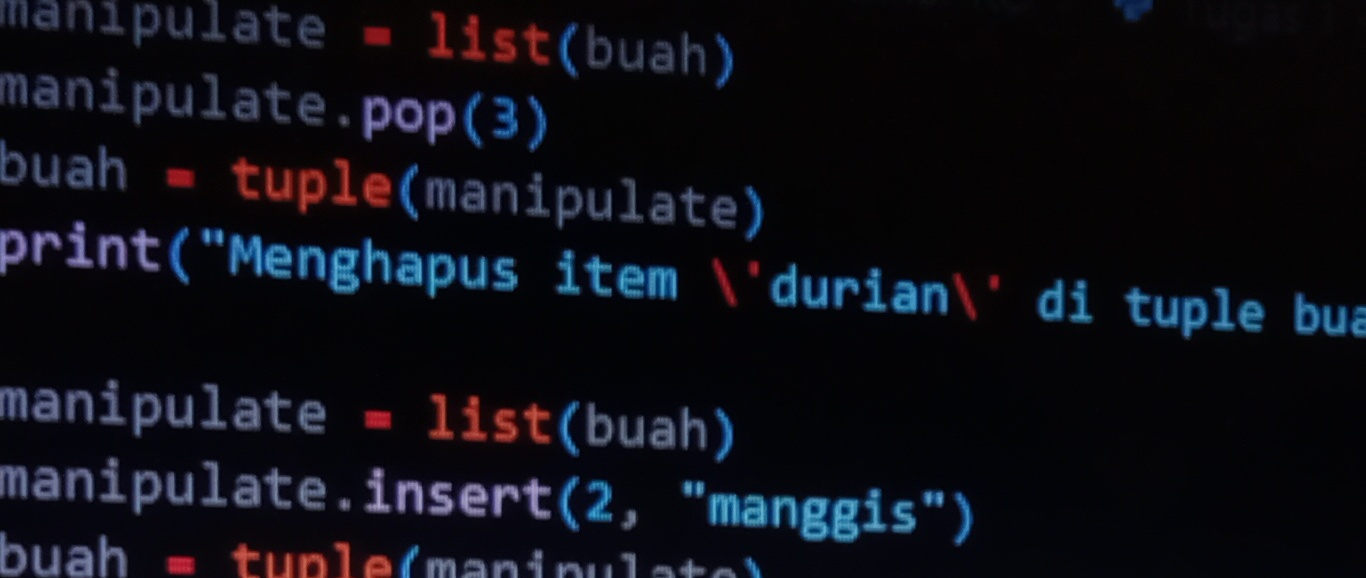 Tugas
manipulate = list(buah)
manipulate.pop(3)
buah = tuple(manipulate)
print("Menghapus item \'durian\' di tuple bua
manipulate = list(buah)
manipulate.insert(2, "manggis")
buah = tuple(manipulate)